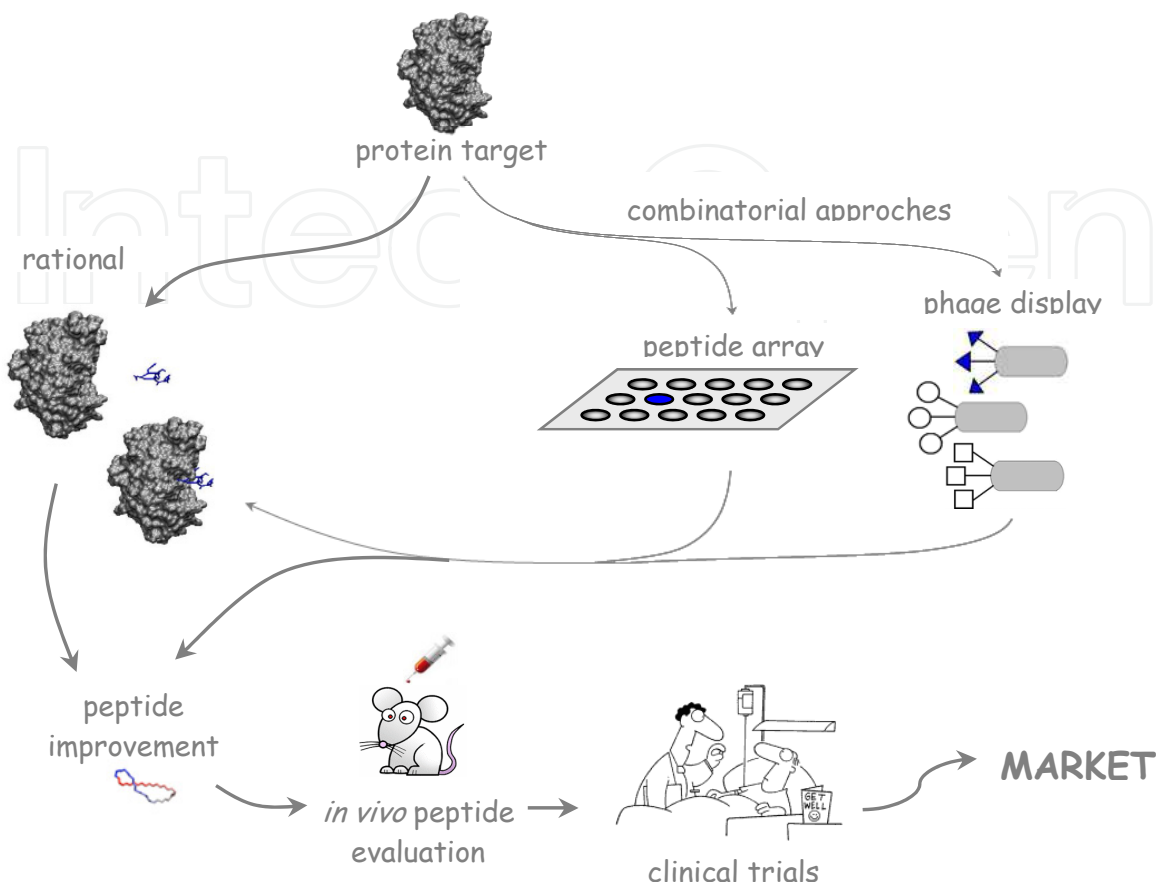 protein target
combinatorial approches
rational
phage display
peptide array
peptide
improvement
in vivo peptide
evaluation
GET
WELL
clinical trials
MARKET